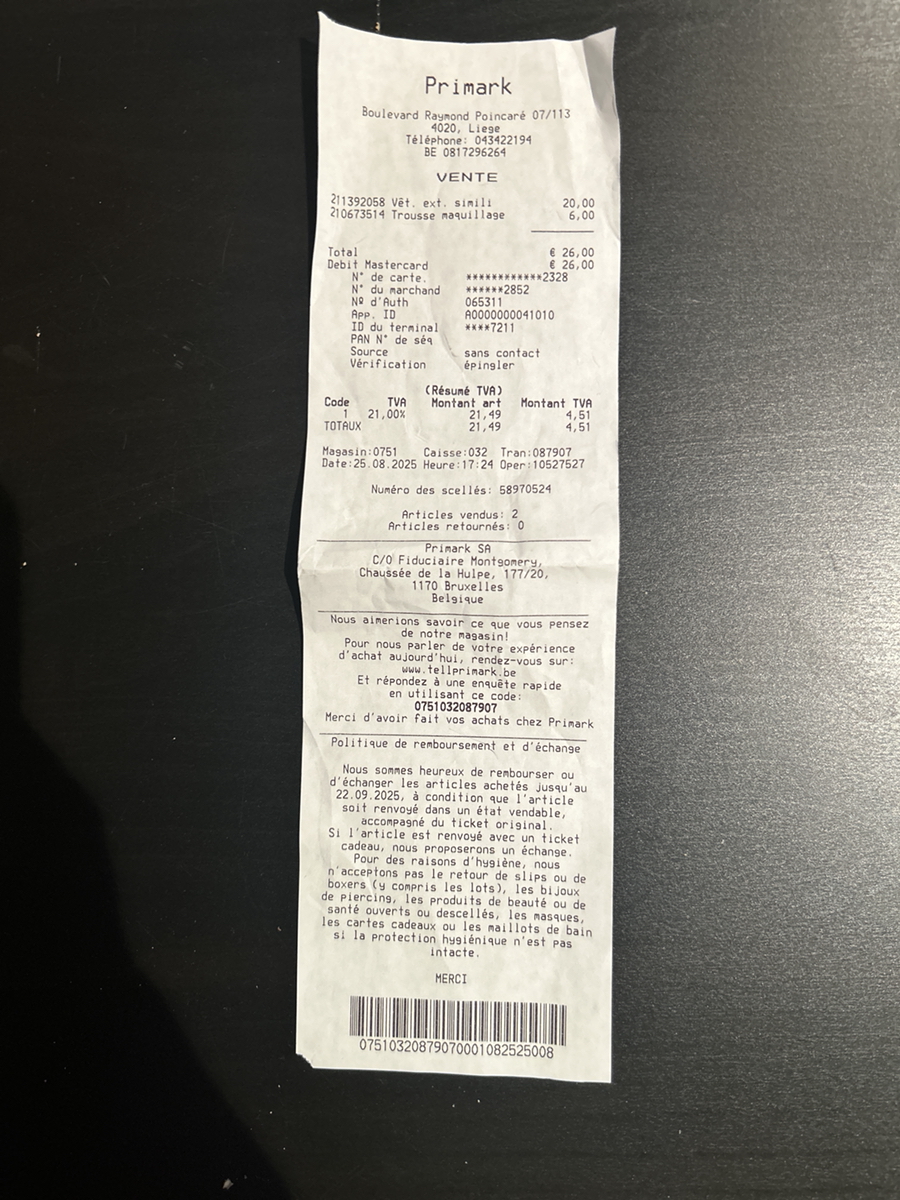 Primark
Boulevard Raymond Poincaré 07/113
4020, Liege
Téléphone: 043422194
BE 0817296264
VENTE
211392058 Vêt. ext. simili 20,00
210673514 Trousse maquillage 6,00
Total € 26,00
Debit Mastercard € 26,00
N° de carte. ************2328
N° du marchand ******2852
Nº d'Auth 065311
App. ID A0000000041010
ID du terminal ****7211
PAN N° de séq
Source sans contact
Vérification épingler
(Résumé TVA)
Code TVA Montant art Montant TVA
1 21,00% 21,49 4,51
TOTAUX 21,49 4,51
Magasin:0751 Caisse:032 Tran:087907
Date:25.08.2025 Heure:17:24 Oper:10527527
Numéro des scellés: 58970524
Articles vendus: 2
Articles retournés: 0
Primark SA
C/O Fiduciaire Montgomery,
Chaussée de la Hulpe, 177/20,
1170 Bruxelles
Belgique
Nous aimerions savoir ce que vous pensez
de notre magasin!
Pour nous parler de votre expérience
d'achat aujourd'hui, rendez-vous sur:
www.tellprimark.be
Et répondez à une enquête rapide
en utilisant ce code:
0751032087907
Merci d'avoir fait vos achats chez Primark
Politique de remboursement et d'échange
Nous sommes heureux de rembourser ou
d'échanger les articles achetés jusqu'au
22.09.2025, à condition que l'article
soit renvoyé dans un état vendable,
accompagné du ticket original.
Si l'article est renvoyé avec un ticket
cadeau, nous proposerons un échange.
Pour des raisons d'hygiène, nous
n'acceptons pas le retour de slips ou de
boxers (y compris les lots), les bijoux
de piercing, les produits de beauté ou de
santé ouverts ou descellés, les masques,
les cartes cadeaux ou les maillots de bain
si la protection hygiénique n'est pas
intacte.
MERCI
07510320879070001082525008